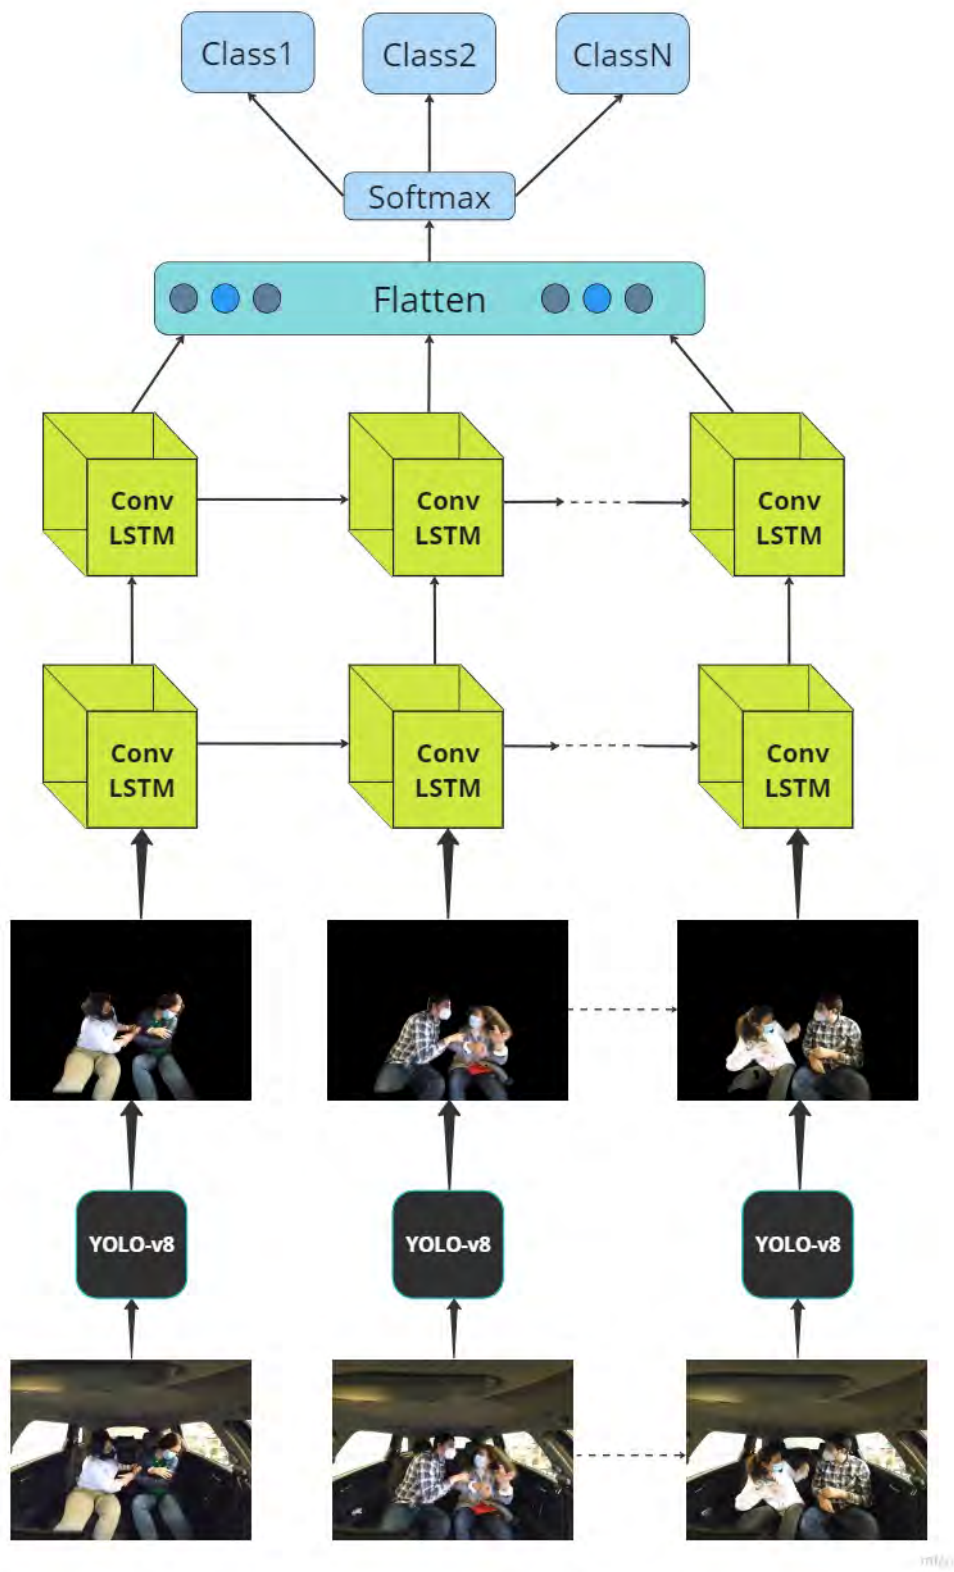 Class1
Class2
ClassN
Softmax
Flatten
Conv
LSTM
Conv
LSTM
Conv
LSTM
Conv
LSTM
Conv
LSTM
Conv
LSTM
YOLO-v8
YOLO-v8
YOLO-v8